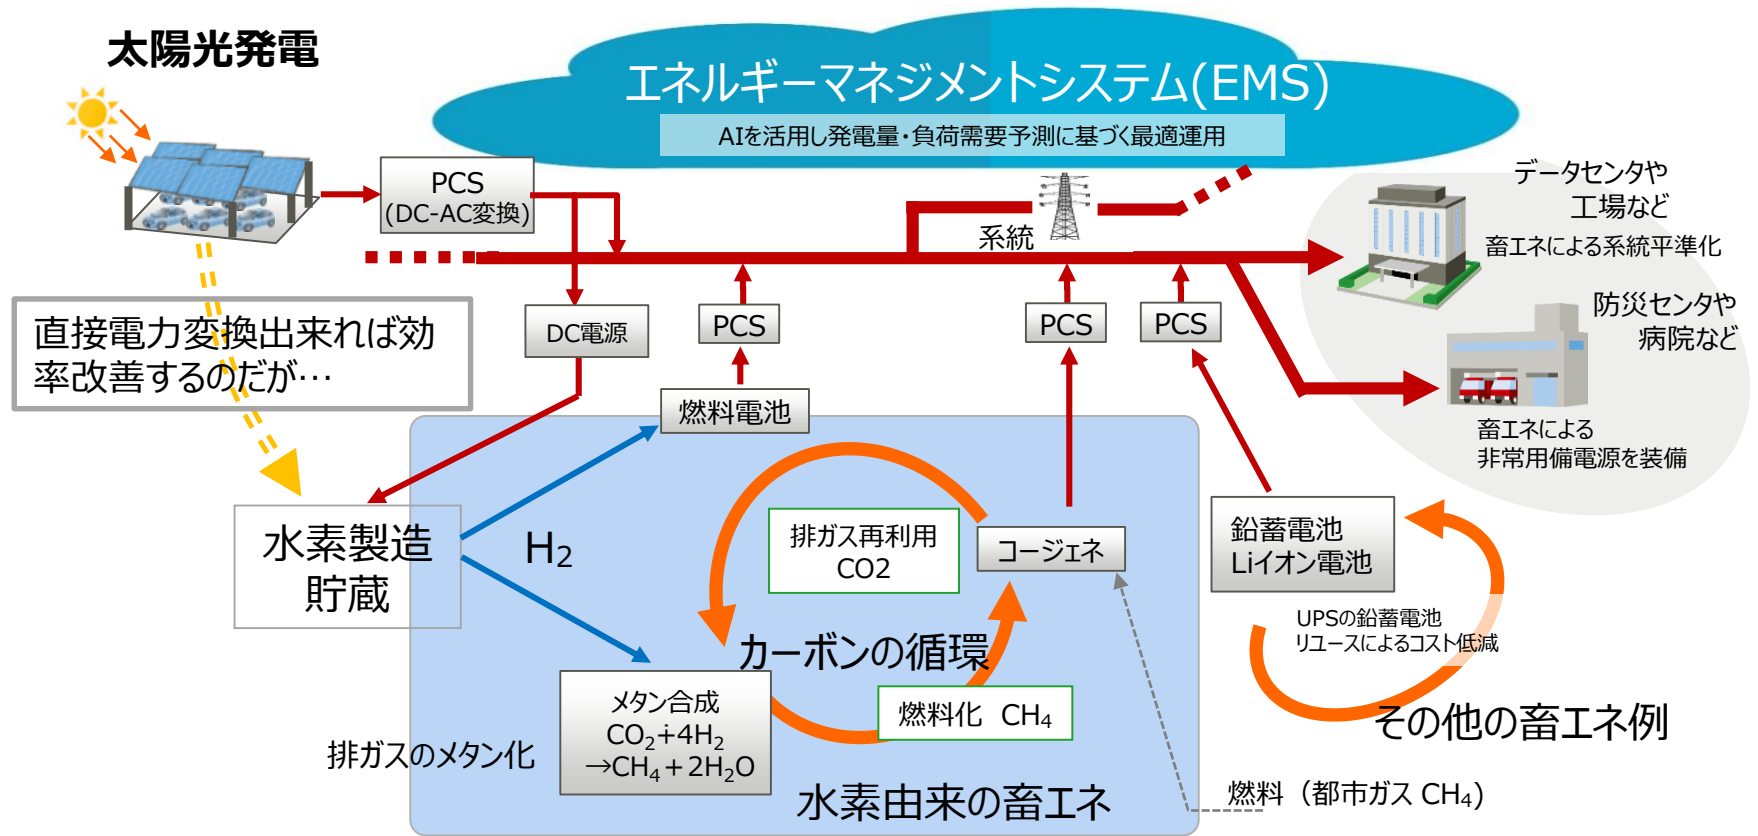 太陽光発電
エネルギーマネジメントシステム(EMS)
AIを活用し発電量・負荷需要予測に基づく最適運用
PCS
(DC-AC変換)
系統
データセンタや
工場など
畜エネによる系統平準化
防災センタや
病院など
畜エネによる
非常用備電源を装備
直接電力変換出来れば効
率改善するのだが…
DC電源
PCS
PCS
PCS
燃料電池
水素製造
貯蔵
H₂
排ガス再利用
CO2
コージェネ
鉛蓄電池
Liイオン電池
UPSの鉛蓄電池
リユースによるコスト低減
その他の畜エネ例
カーボンの循環
メタン合成
CO₂+4H₂
→CH₄+2H₂O
燃料化 CH₄
排ガスのメタン化
水素由来の畜エネ
燃料（都市ガス CH₄）